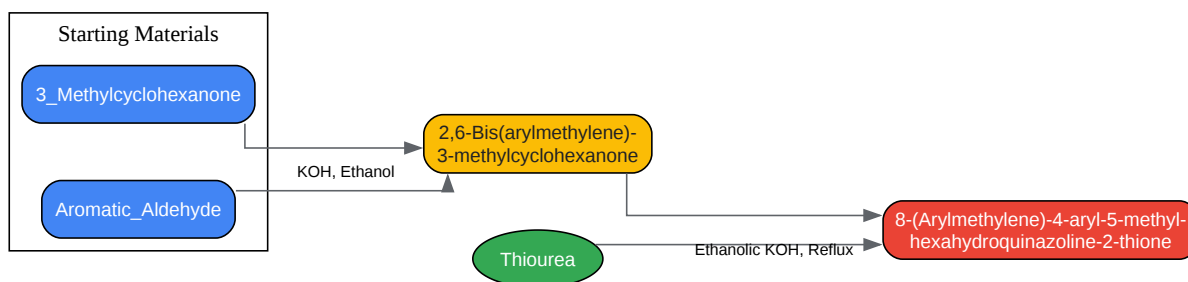 Starting Materials
3_Methylcyclohexanone
Aromatic_Aldehyde
KOH, Ethanol
2,6-Bis(arylmethylene)-
3-methylcyclohexanone
Thiourea
Ethanolic KOH, Reflux
8-(Arylmethylene)-4-aryl-5-methyl-
hexahydroquinazoline-2-thione